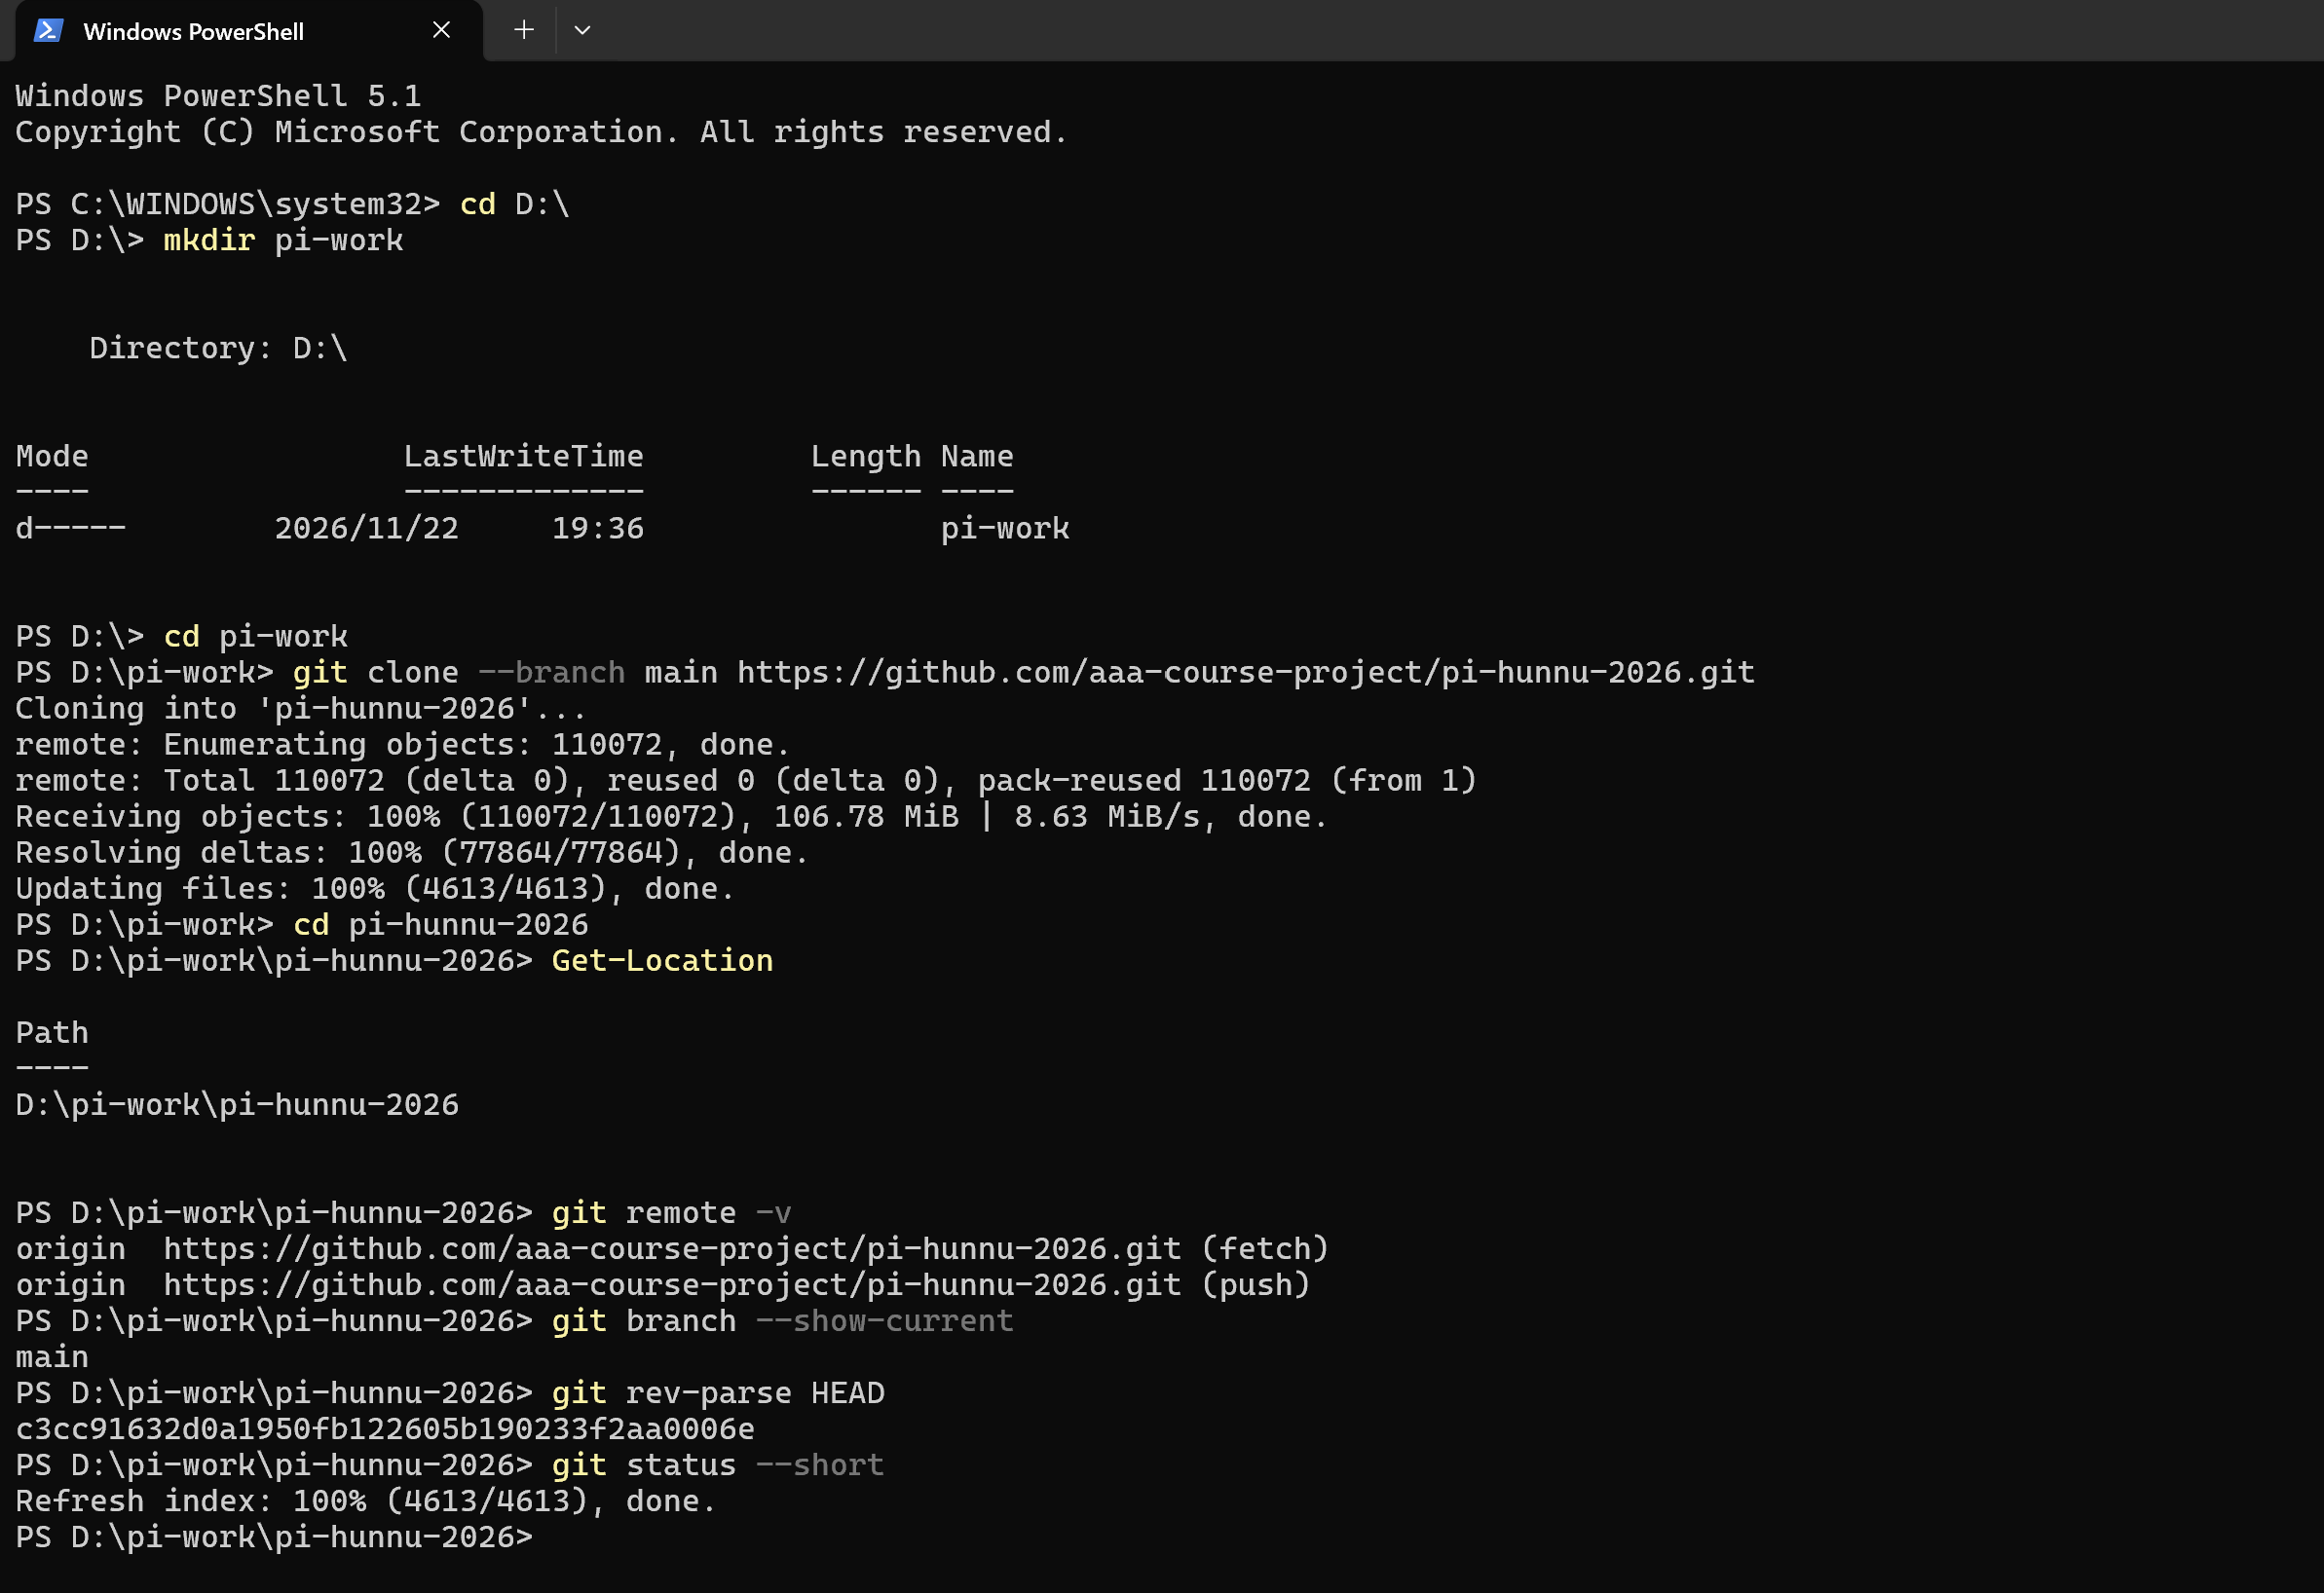 Windows PowerShell
Windows PowerShell 5.1
Copyright (C) Microsoft Corporation. All rights reserved.
PS C:\WINDOWS\system32> cd D:\
PS D:\> mkdir pi-work
    Directory: D:\
Mode                 LastWriteTime         Length Name
----                 -------------         ------ ----
d-----        2026/11/22     19:36                pi-work
PS D:\> cd pi-work
PS D:\pi-work> git clone --branch main https://github.com/aaa-course-project/pi-hunnu-2026.git
Cloning into 'pi-hunnu-2026'...
remote: Enumerating objects: 110072, done.
remote: Total 110072 (delta 0), reused 0 (delta 0), pack-reused 110072 (from 1)
Receiving objects: 100% (110072/110072), 106.78 MiB | 8.63 MiB/s, done.
Resolving deltas: 100% (77864/77864), done.
Updating files: 100% (4613/4613), done.
PS D:\pi-work> cd pi-hunnu-2026
PS D:\pi-work\pi-hunnu-2026> Get-Location
Path
----
D:\pi-work\pi-hunnu-2026
PS D:\pi-work\pi-hunnu-2026> git remote -v
origin  https://github.com/aaa-course-project/pi-hunnu-2026.git (fetch)
origin  https://github.com/aaa-course-project/pi-hunnu-2026.git (push)
PS D:\pi-work\pi-hunnu-2026> git branch --show-current
main
PS D:\pi-work\pi-hunnu-2026> git rev-parse HEAD
c3cc91632d0a1950fb122605b190233f2aa0006e
PS D:\pi-work\pi-hunnu-2026> git status --short
Refresh index: 100% (4613/4613), done.
PS D:\pi-work\pi-hunnu-2026>